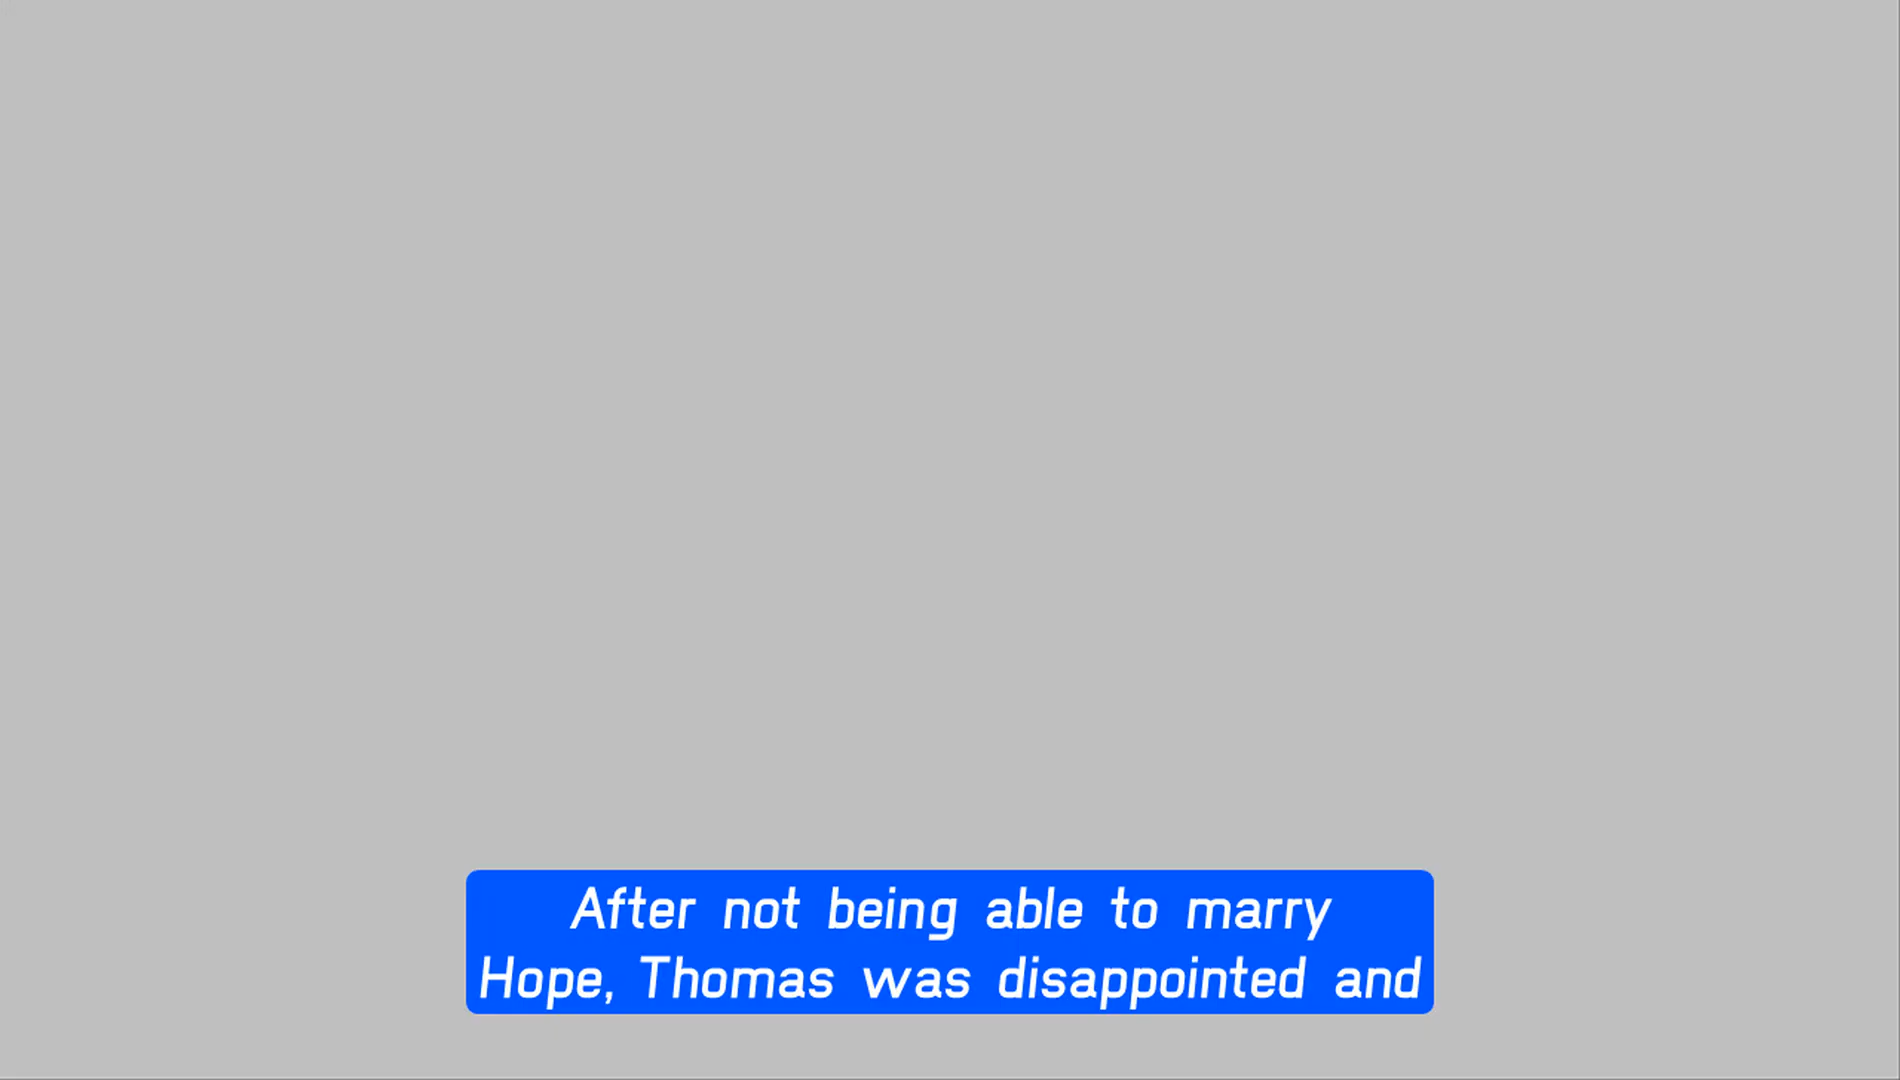 After not being able to marry
Hope, Thomas was disappointed and